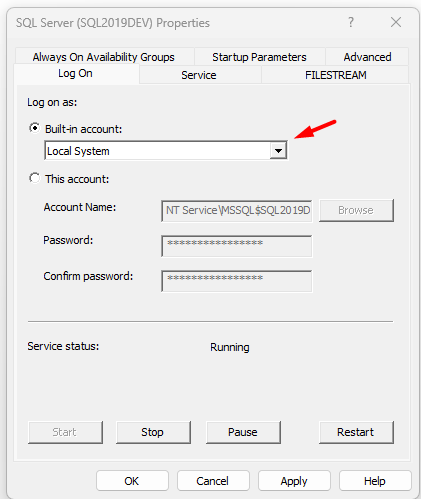 SQL Server (SQL2019DEV) Properties
? ×
Always On Availability Groups Startup Parameters Advanced
Log On Service FILESTREAM
Log on as:
Built-in account:
Local System
This account:
Account Name: NT Service\MSSQL$SQL2019D Browse
Password: ****************
Confirm password: ****************
Service status: Running
Start Stop Pause Restart
OK Cancel Apply Help